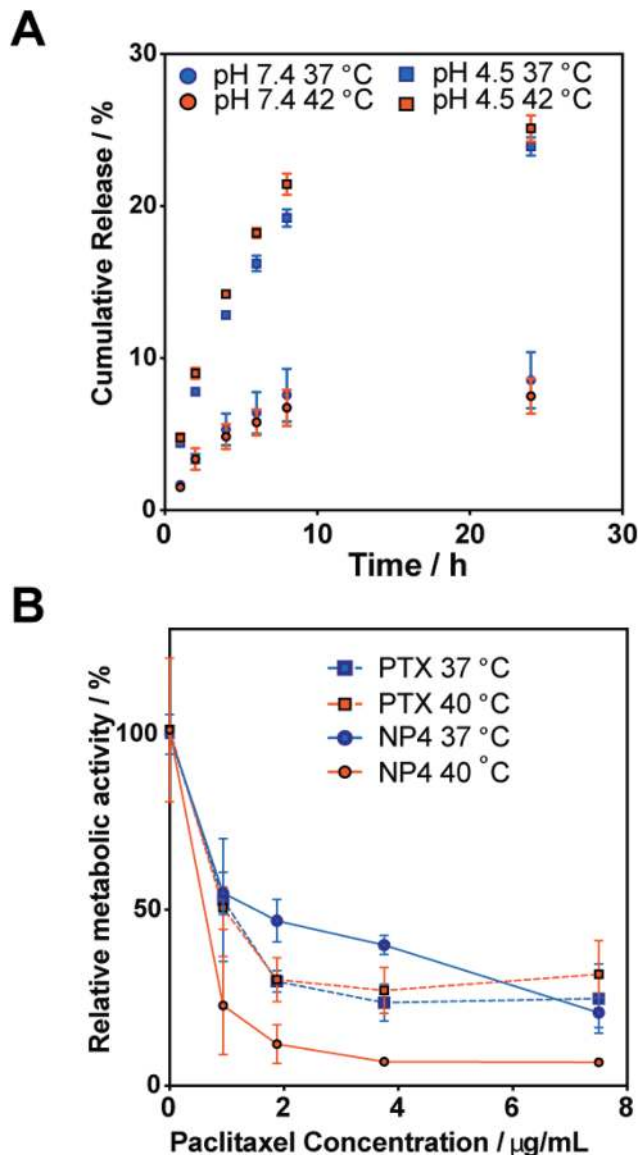 A
pH 7.4 37 °C
pH 4.5 37 °C
pH 7.4 42 °C
pH 4.5 42 °C
Cumulative Release / %
30
20
10
0
0 10 20 30
Time / h
B
PTX 37 °C
PTX 40 °C
NP4 37 °C
NP4 40 °C
Relative metabolic activity / %
100
50
0
0 2 4 6 8
Paclitaxel Concentration / μg/mL